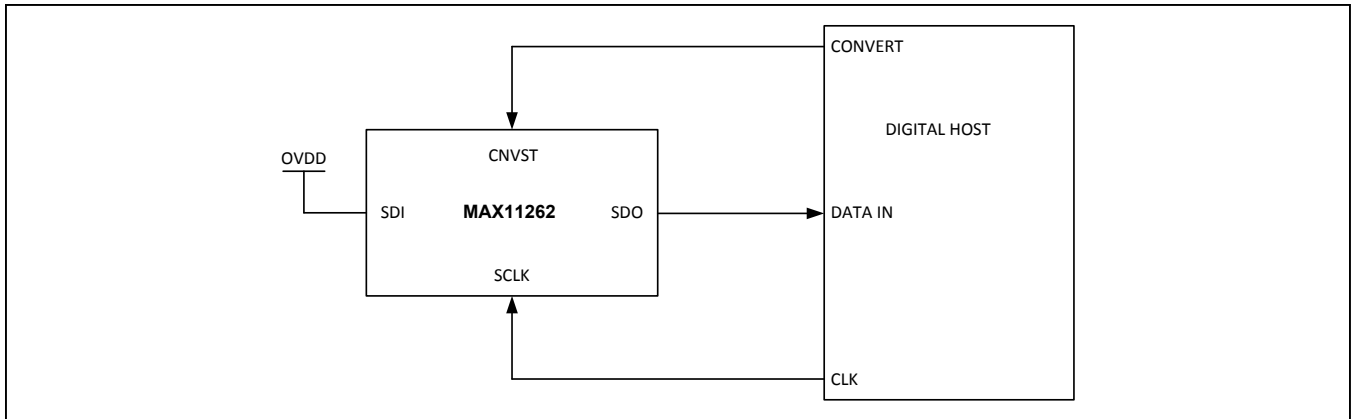 CONVERT
DIGITAL HOST
OVDD
CNVST
SDI
MAX11262
SDO
DATA IN
SCLK
CLK